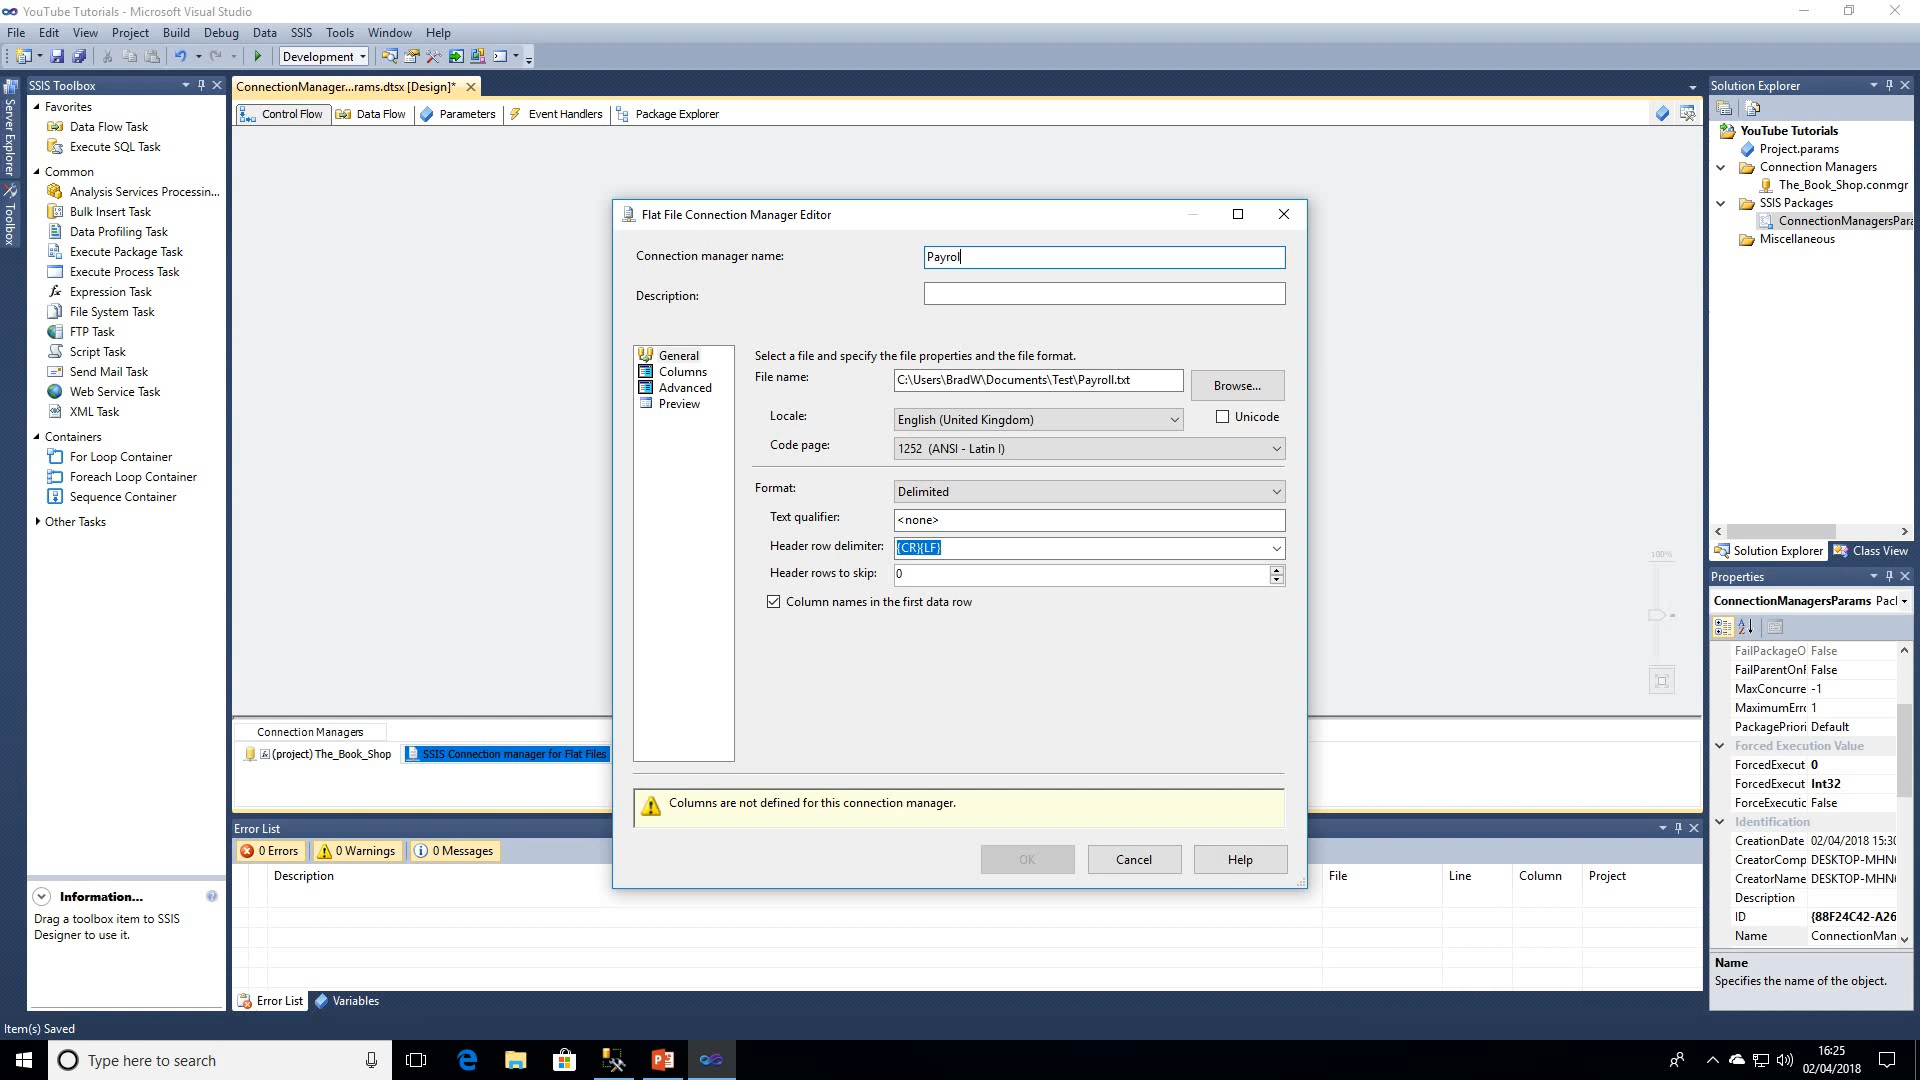 YouTube Tutorials - Microsoft Visual Studio
File Edit View Project Build Debug Data SSIS Tools Window Help
Development
Server Explorer
Toolbox
SSIS Toolbox
Favorites
Data Flow Task
Execute SQL Task
Common
Analysis Services Processin...
Bulk Insert Task
Data Profiling Task
Execute Package Task
Execute Process Task
Expression Task
File System Task
FTP Task
Script Task
Send Mail Task
Web Service Task
XML Task
Containers
For Loop Container
Foreach Loop Container
Sequence Container
Other Tasks
Information...
Drag a toolbox item to SSIS
Designer to use it.
ConnectionManager...rams.dtsx [Design]*
Control Flow Data Flow Parameters Event Handlers Package Explorer
100%
Flat File Connection Manager Editor
Connection manager name: Payrol
Description:
General
Columns
Advanced
Preview
Select a file and specify the file properties and the file format.
File name: C:\Users\BradW\Documents\Test\Payroll.txt Browse...
Locale: English (United Kingdom) Unicode
Code page: 1252 (ANSI - Latin I)
Format: Delimited
Text qualifier: <none>
Header row delimiter: {CR}{LF}
Header rows to skip: 0
Column names in the first data row
Columns are not defined for this connection manager.
OK Cancel Help
Connection Managers
(project) The_Book_Shop SSIS Connection manager for Flat Files
Error List
0 Errors 0 Warnings 0 Messages
Description File Line Column Project
Error List Variables
Solution Explorer
YouTube Tutorials
Project.params
Connection Managers
The_Book_Shop.conmgr
SSIS Packages
ConnectionManagersPara
Miscellaneous
Solution Explorer Class View
Properties
ConnectionManagersParams Pacl
FailPackageO False
FailParentOnF False
MaxConcurre -1
MaximumErrc 1
PackagePriori Default
Forced Execution Value
ForcedExecut 0
ForcedExecut Int32
ForceExecutic False
Identification
CreationDate 02/04/2018 15:30
CreatorComp DESKTOP-MHN
CreatorName DESKTOP-MHN
Description
ID {88F24C42-A26
Name ConnectionMan
Name
Specifies the name of the object.
Item(s) Saved
Type here to search
16:25
02/04/2018